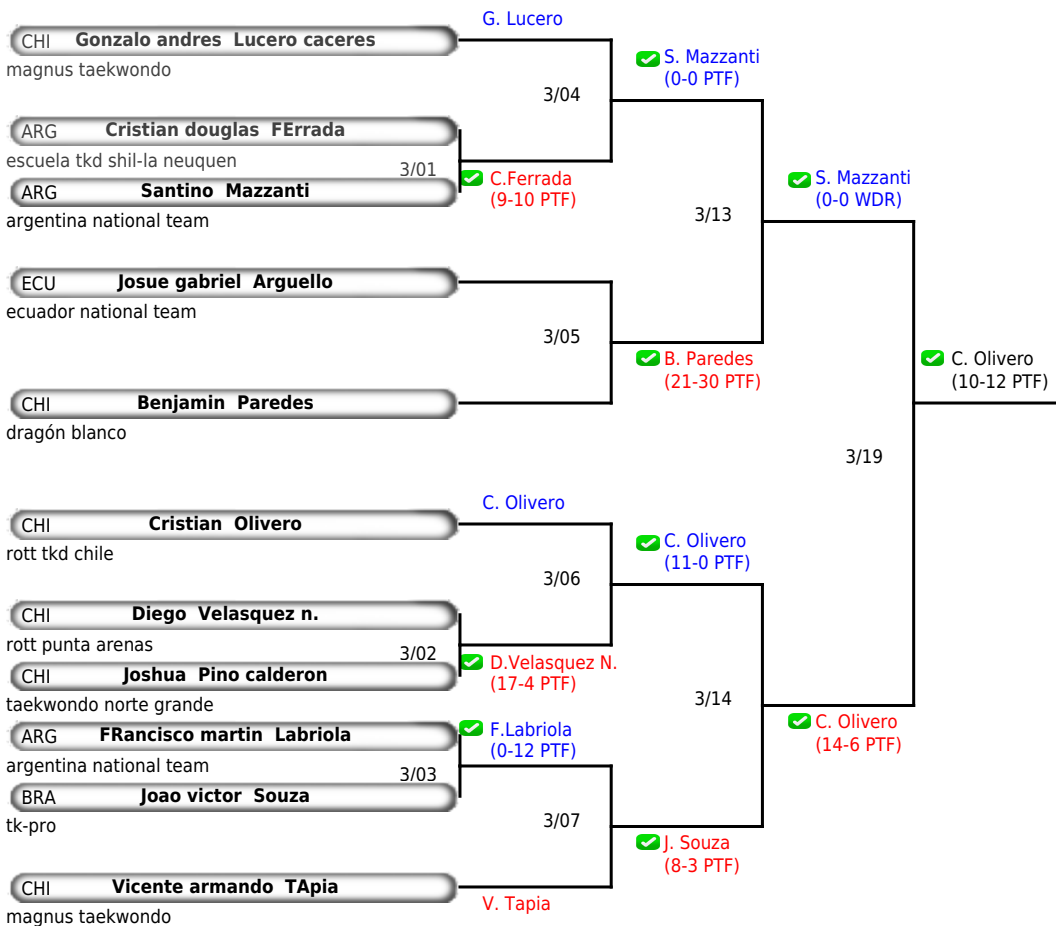 G. Lucero
CHI Gonzalo andres Lucero caceres
magnus taekwondo
S. Mazzanti
(0-0 PTF)
3/04
ARG Cristian douglas FErrada
escuela tkd shil-la neuquen
3/01
C.Ferrada
(9-10 PTF)
ARG Santino Mazzanti
argentina national team
S. Mazzanti
(0-0 WDR)
3/13
ECU Josue gabriel Arguello
ecuador national team
3/05
B. Paredes
(21-30 PTF)
C. Olivero
(10-12 PTF)
CHI Benjamin Paredes
dragón blanco
3/19
C. Olivero
CHI Cristian Olivero
rott tkd chile
C. Olivero
(11-0 PTF)
3/06
CHI Diego Velasquez n.
rott punta arenas
3/02
D.Velasquez N.
(17-4 PTF)
CHI Joshua Pino calderon
taekwondo norte grande
3/14
C. Olivero
(14-6 PTF)
ARG FRancisco martin Labriola
argentina national team
F.Labriola
(0-12 PTF)
3/03
BRA Joao victor Souza
tk-pro
3/07
J. Souza
(8-3 PTF)
CHI Vicente armando TApia
magnus taekwondo
V. Tapia